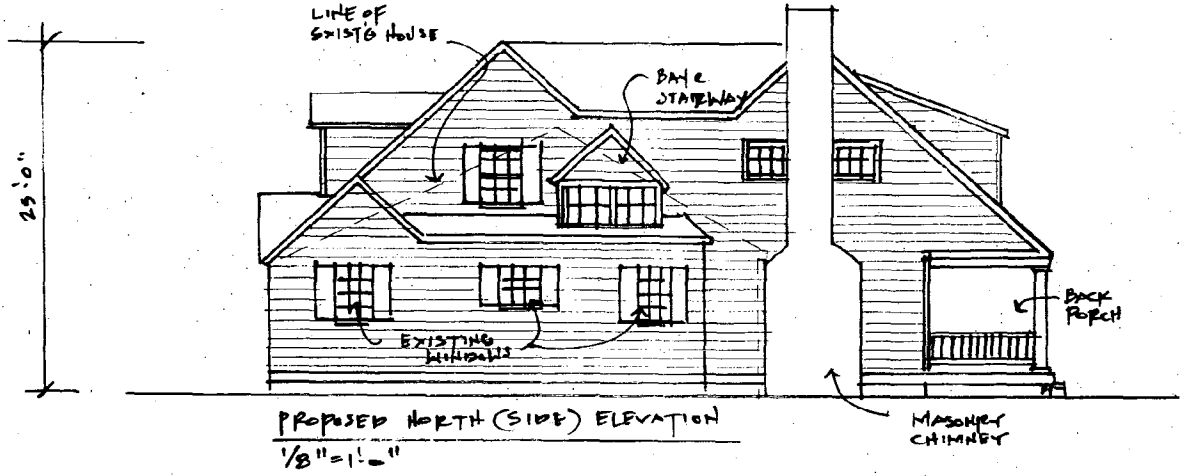 LINE OF
EXIST'G HOUSE
BAY @
STAIRWAY
25'-0"
BACK
PORCH
EXISTING
WINDOWS
MASONRY
CHIMNEY
PROPOSED NORTH (SIDE) ELEVATION
1/8"=1'-0"